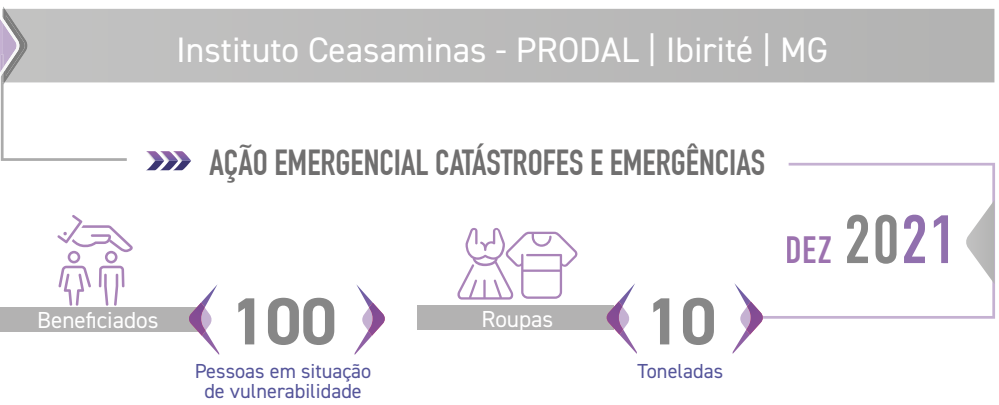 Instituto Ceasaminas - PRODAL | Ibirité | MG
AÇÃO EMERGENCIAL CATÁSTROFES E EMERGÊNCIAS
DEZ 2021
Beneficiados
100
Pessoas em situação
de vulnerabilidade
Roupas
10
Toneladas